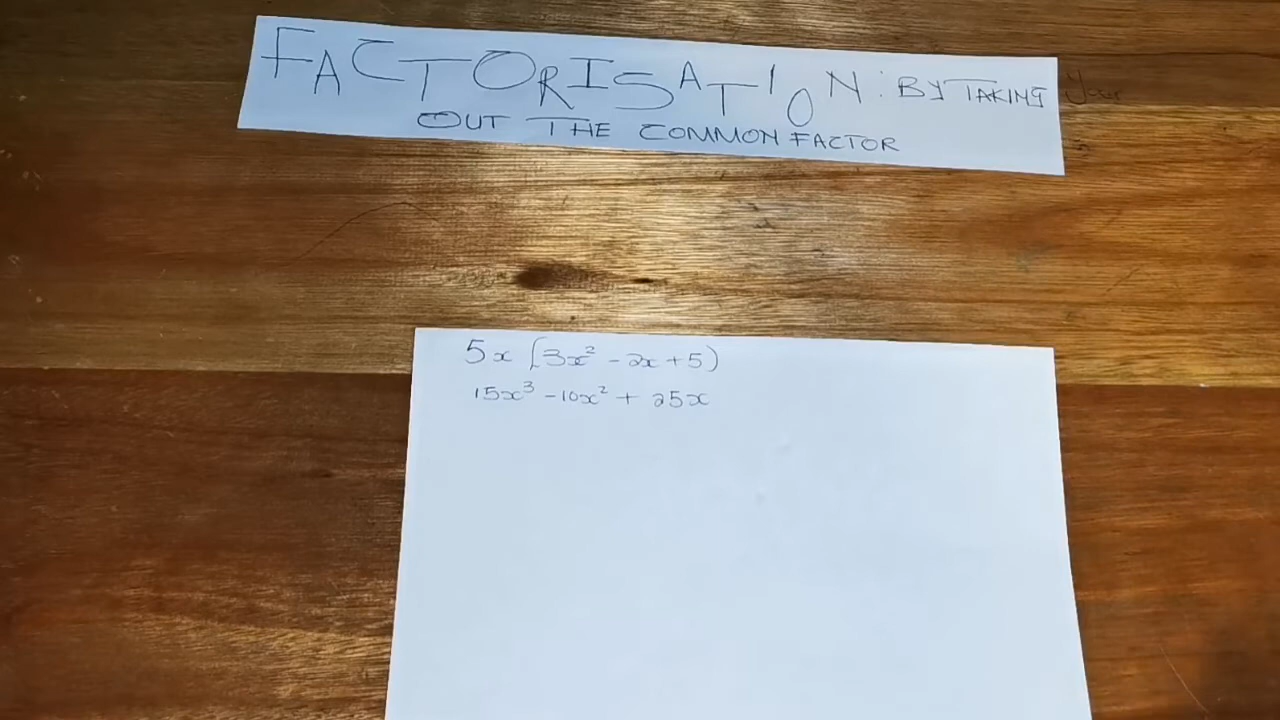 FACTORISATION: BY TAKING
OUT THE COMMON FACTOR
5x (3x² - 2x + 5)
15x³ - 10x² + 25x